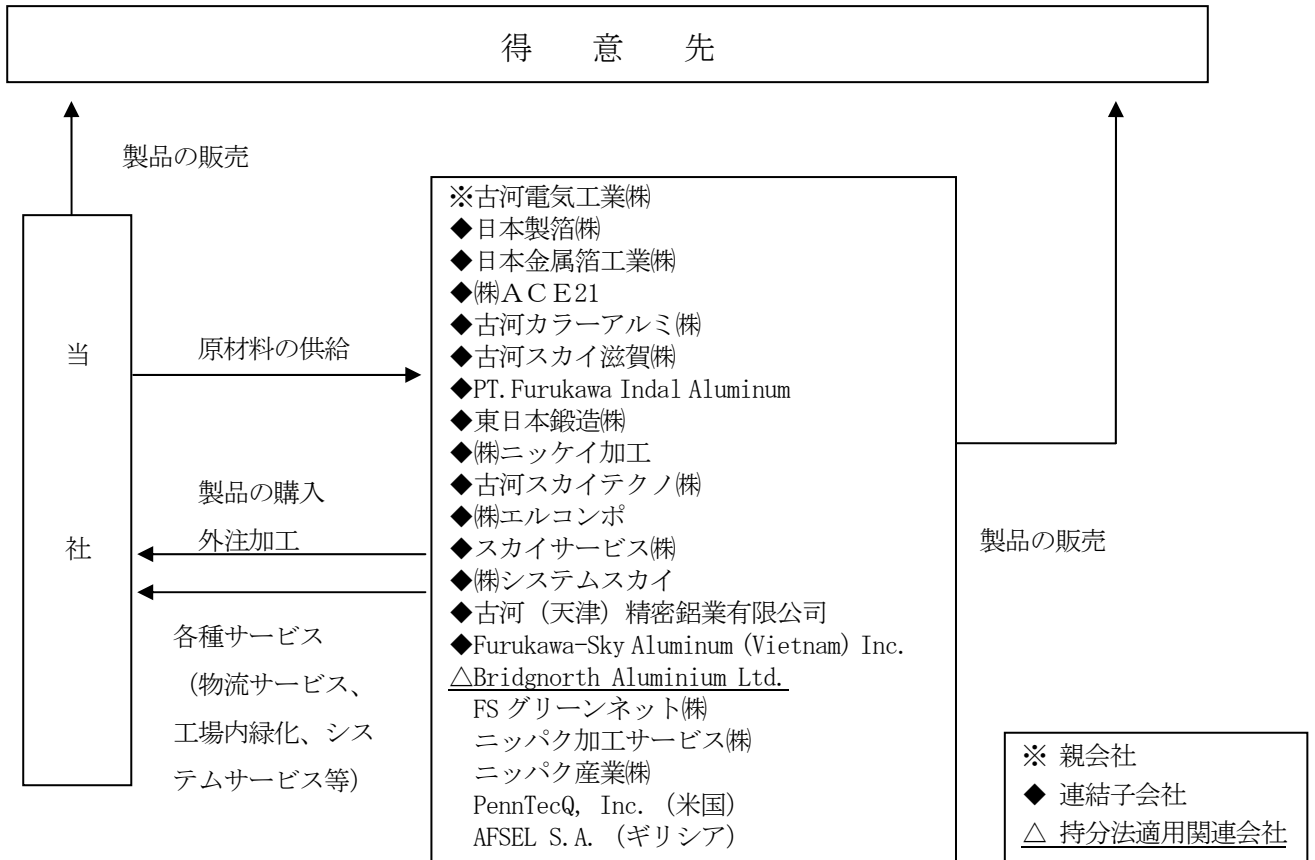 得 意 先
製品の販売
※古河電気工業㈱
◆日本製箔㈱
◆日本金属箔工業㈱
◆㈱ＡＣＥ21
◆古河カラーアルミ㈱
◆古河スカイ滋賀㈱
◆PT.Furukawa Indal Aluminum
◆東日本鍛造㈱
◆㈱ニッケイ加工
◆古河スカイテクノ㈱
◆㈱エルコンポ
◆スカイサービス㈱
◆㈱システムスカイ
◆古河（天津）精密鋁業有限公司
◆Furukawa-Sky Aluminum (Vietnam) Inc.
△Bridgnorth Aluminium Ltd.
FS グリーンネット㈱
ニッパク加工サービス㈱
ニッパク産業㈱
PennTecQ, Inc. (米国)
AFSEL S.A. (ギリシア)
当
社
原材料の供給
製品の購入
外注加工
各種サービス
（物流サービス、
工場内緑化、シス
テムサービス等）
製品の販売
※ 親会社
◆ 連結子会社
△ 持分法適用関連会社